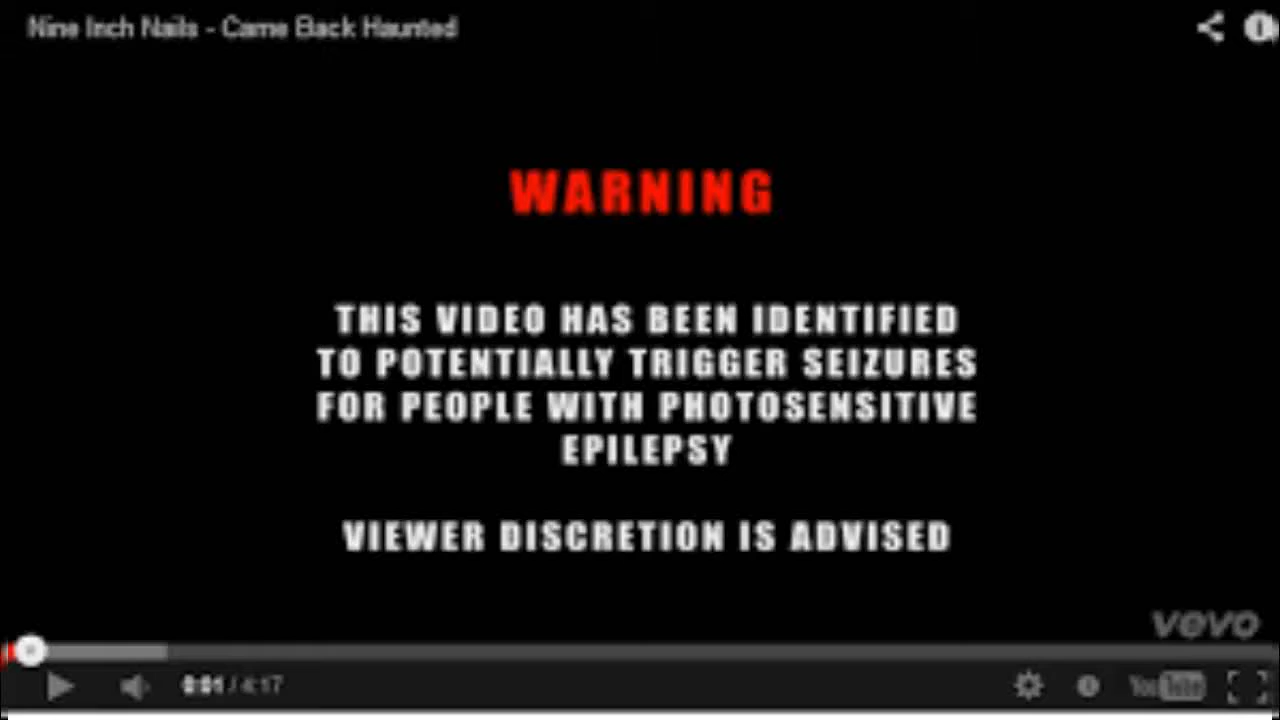 Nine Inch Nails - Came Back Haunted
WARNING
THIS VIDEO HAS BEEN IDENTIFIED
TO POTENTIALLY TRIGGER SEIZURES
FOR PEOPLE WITH PHOTOSENSITIVE
EPILEPSY
VIEWER DISCRETION IS ADVISED
vevo
0:01 / 4:17
YouTube